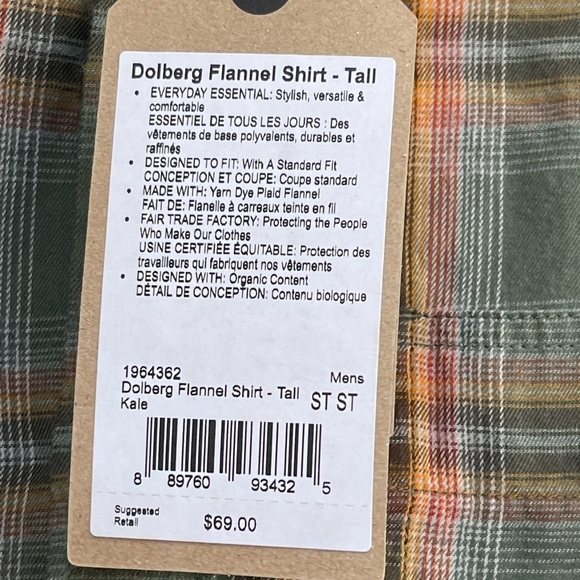 Dolberg Flannel Shirt - Tall
• EVERYDAY ESSENTIAL: Stylish, versatile &
comfortable
ESSENTIEL DE TOUS LES JOURS : Des
vêtements de base polyvalents, durables et
raffinés
• DESIGNED TO FIT: With A Standard Fit
CONCEPTION ET COUPE: Coupe standard
• MADE WITH: Yarn Dye Plaid Flannel
FAIT DE: Flanelle à carreaux teinte en fil
• FAIR TRADE FACTORY: Protecting the People
Who Make Our Clothes
USINE CERTIFIÉE ÉQUITABLE: Protection des
travailleurs qui fabriquent nos vêtements
• DESIGNED WITH: Organic Content
DÉTAIL DE CONCEPTION: Contenu biologique
1964362 Mens
Dolberg Flannel Shirt - Tall ST ST
Kale
8 89760 93432 5
Suggested
Retail $69.00